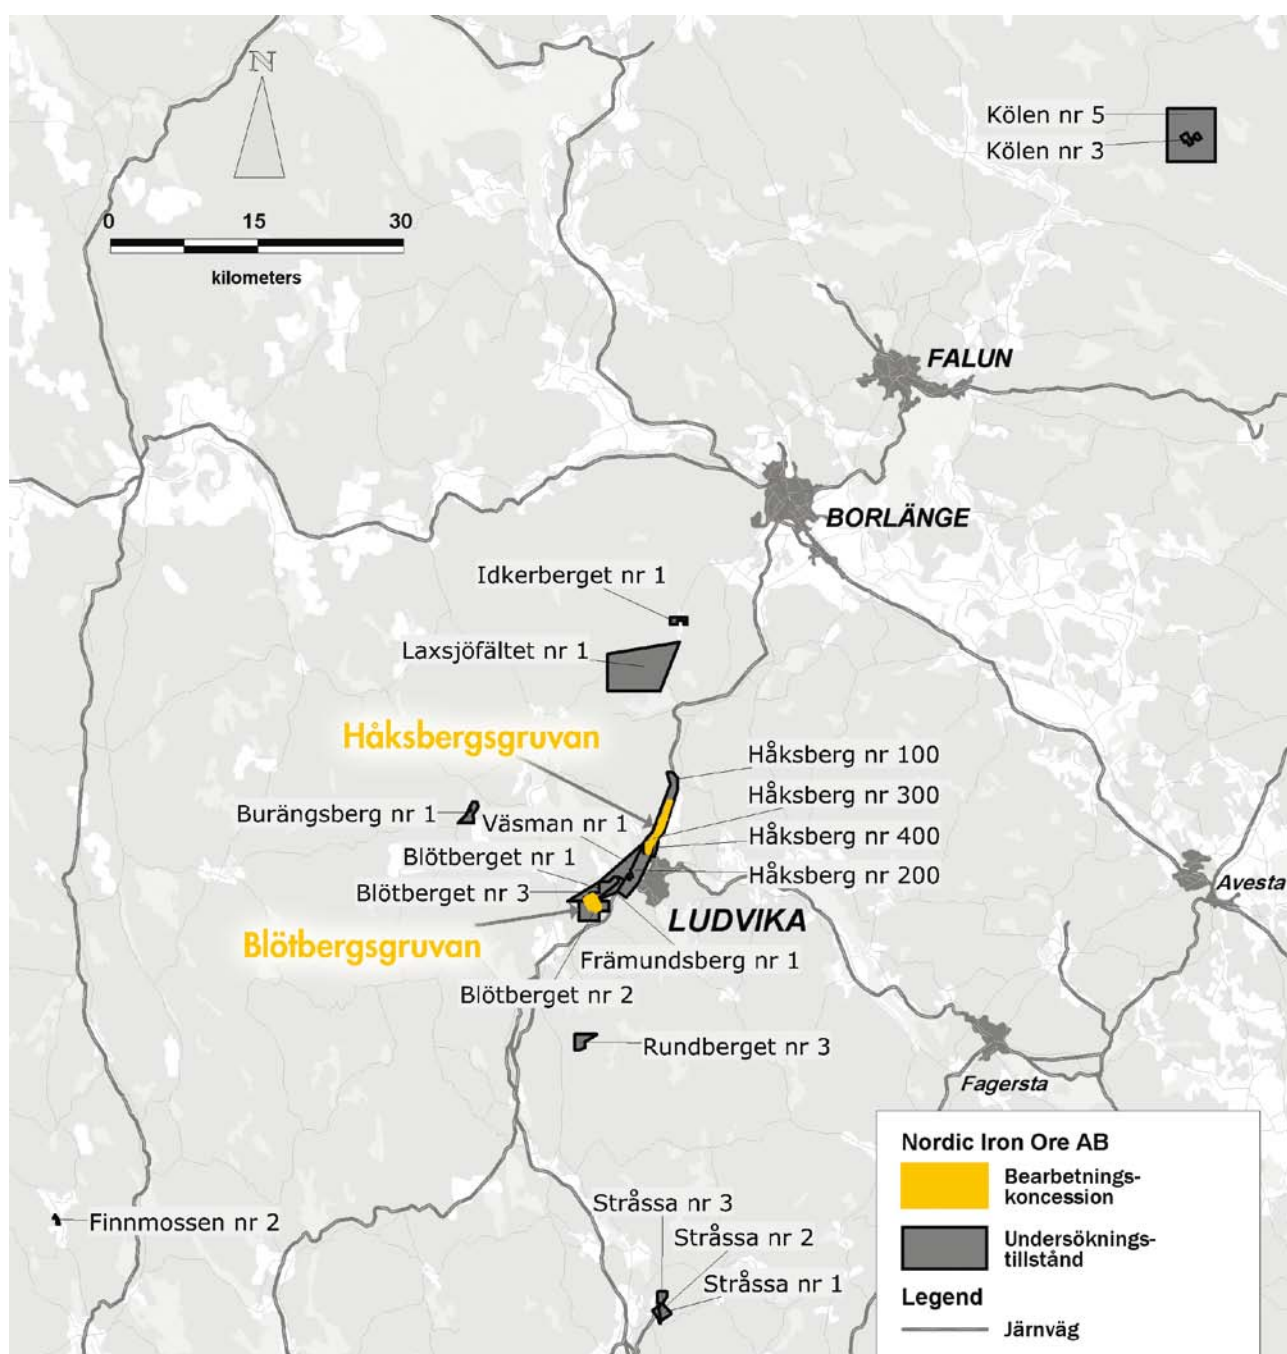 N
0 15 30
kilometers
Kölen nr 5
Kölen nr 3
FALUN
BORLÄNGE
Idkerberget nr 1
Laxsjöfältet nr 1
Håksbergsgruvan
Håksberg nr 100
Håksberg nr 300
Burängsberg nr 1
Väsman nr 1
Håksberg nr 400
Blötberget nr 1
Håksberg nr 200
Blötberget nr 3
Avesta
LUDVIKA
Blötbergsgruvan
Främundsberg nr 1
Blötberget nr 2
Rundberget nr 3
Fagersta
Nordic Iron Ore AB
Bearbetnings-
koncession
Undersöknings-
tillstånd
Legend
Järnväg
Stråssa nr 3
Finnmossen nr 2
Stråssa nr 2
Stråssa nr 1